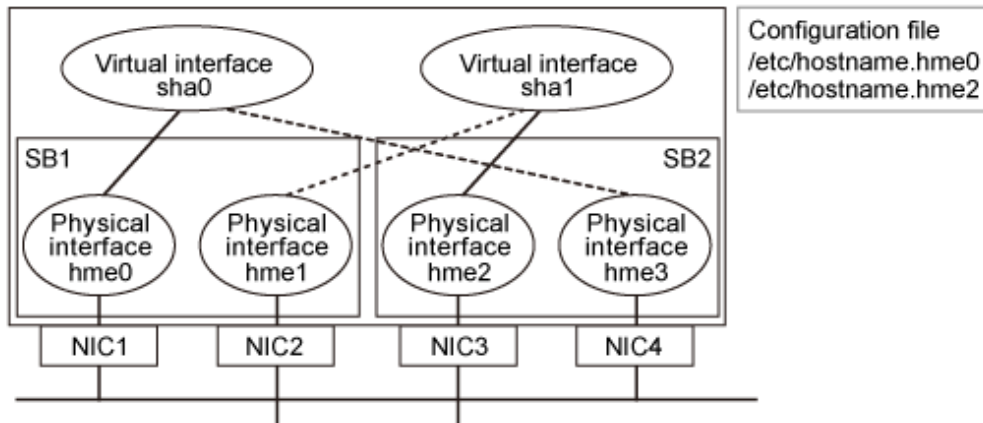 Virtual interface
sha0
Virtual interface
sha1
Configuration file
/etc/hostname.hme0
/etc/hostname.hme2
SB1
SB2
Physical
interface
hme0
Physical
interface
hme1
Physical
interface
hme2
Physical
interface
hme3
NIC1
NIC2
NIC3
NIC4